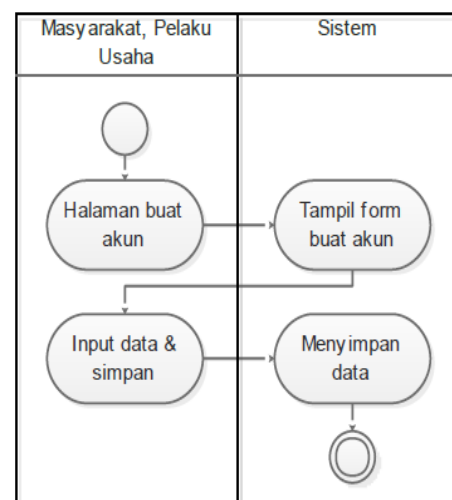 Masyarakat, Pelaku
Usaha
Sistem
Halaman buat
akun
Tampil form
buat akun
Input data &
simpan
Menyimpan
data